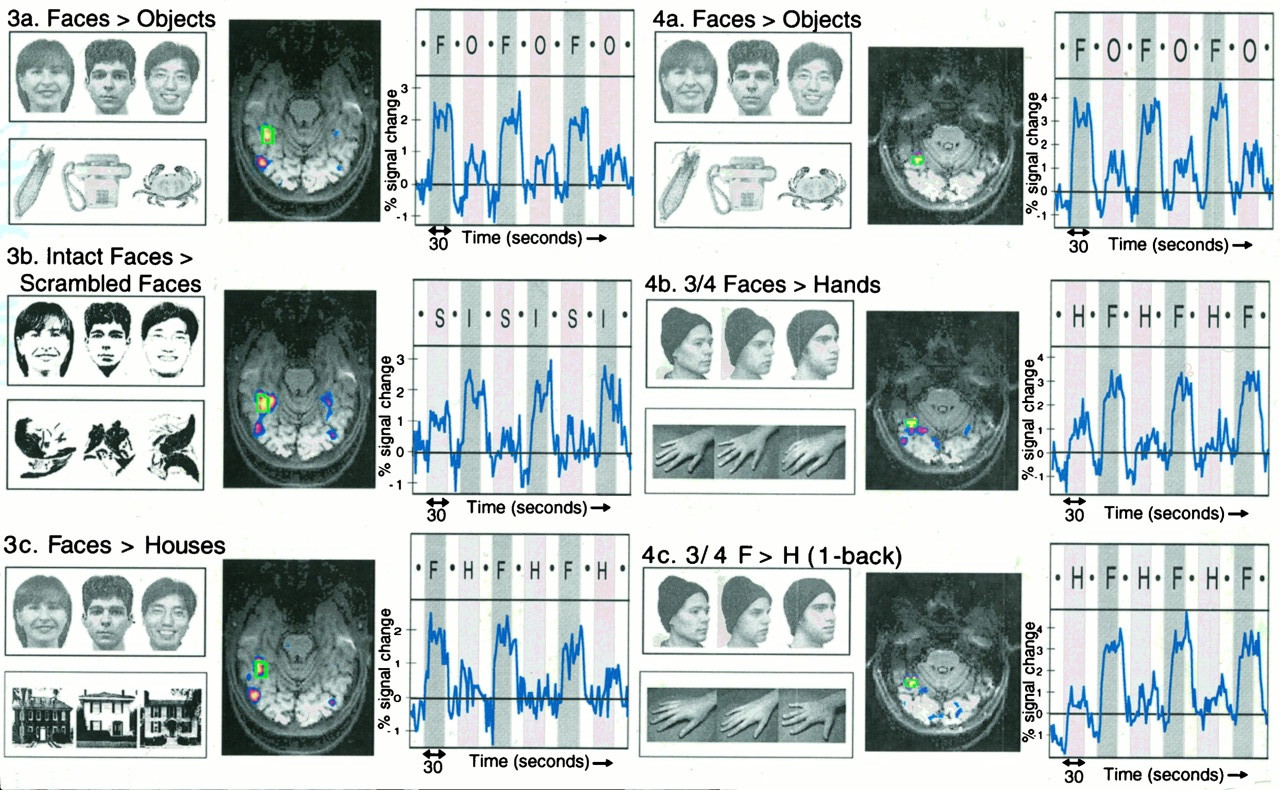 3a. Faces > Objects
· F · O · F · O · F · O ·
% signal change
3
2
1
0
-1
30
Time (seconds) →
3b. Intact Faces >
Scrambled Faces
· S · I · S · I · S · I ·
% signal change
3
2
1
0
-1
30
Time (seconds) →
3c. Faces > Houses
· F · H · F · H · F · H ·
% signal change
2
1
0
1
30
Time (seconds) →
4a. Faces > Objects
· F · O · F · O · F · O ·
% signal change
4
3
2
1
0
-1
30
Time (seconds) →
4b. 3/4 Faces > Hands
· H · F · H · F · H · F ·
% signal change
4
3
2
1
0
-1
30
Time (seconds) →
4c. 3/4 F > H (1-back)
· H · F · H · F · H · F ·
% signal change
4
3
2
1
0
-1
30
Time (seconds) →